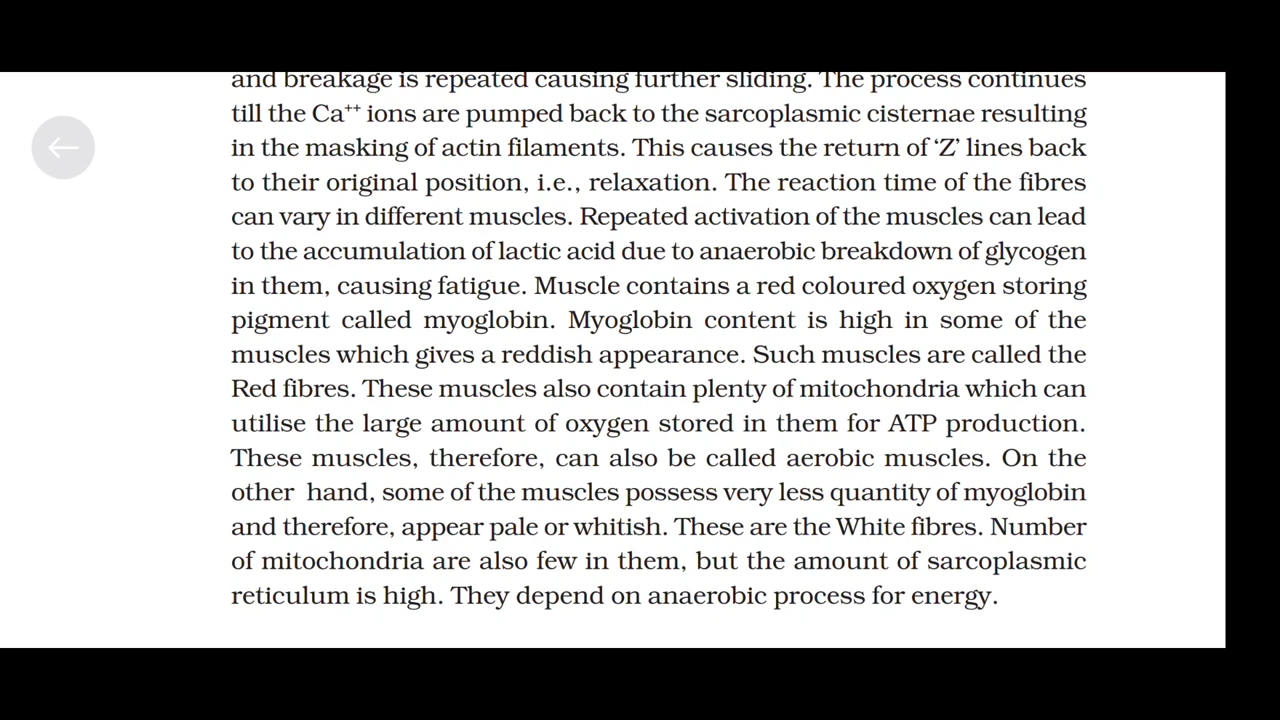 and breakage is repeated causing further sliding. The process continues
till the Ca⁺⁺ ions are pumped back to the sarcoplasmic cisternae resulting
in the masking of actin filaments. This causes the return of ‘Z’ lines back
to their original position, i.e., relaxation. The reaction time of the fibres
can vary in different muscles. Repeated activation of the muscles can lead
to the accumulation of lactic acid due to anaerobic breakdown of glycogen
in them, causing fatigue. Muscle contains a red coloured oxygen storing
pigment called myoglobin. Myoglobin content is high in some of the
muscles which gives a reddish appearance. Such muscles are called the
Red fibres. These muscles also contain plenty of mitochondria which can
utilise the large amount of oxygen stored in them for ATP production.
These muscles, therefore, can also be called aerobic muscles. On the
other hand, some of the muscles possess very less quantity of myoglobin
and therefore, appear pale or whitish. These are the White fibres. Number
of mitochondria are also few in them, but the amount of sarcoplasmic
reticulum is high. They depend on anaerobic process for energy.